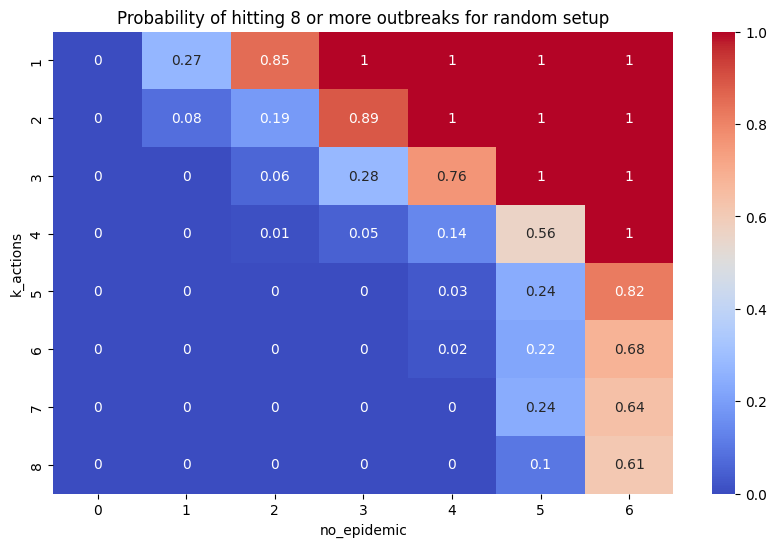 Probability of hitting 8 or more outbreaks for random setup
1 0 0.27 0.85 1 1 1 1
2 0 0.08 0.19 0.89 1 1 1
3 0 0 0.06 0.28 0.76 1 1
4 0 0 0.01 0.05 0.14 0.56 1
5 0 0 0 0 0.03 0.24 0.82
6 0 0 0 0 0.02 0.22 0.68
7 0 0 0 0 0 0.24 0.64
8 0 0 0 0 0 0.1 0.61
k_actions
0 1 2 3 4 5 6
no_epidemic
1.0
0.8
0.6
0.4
0.2
0.0